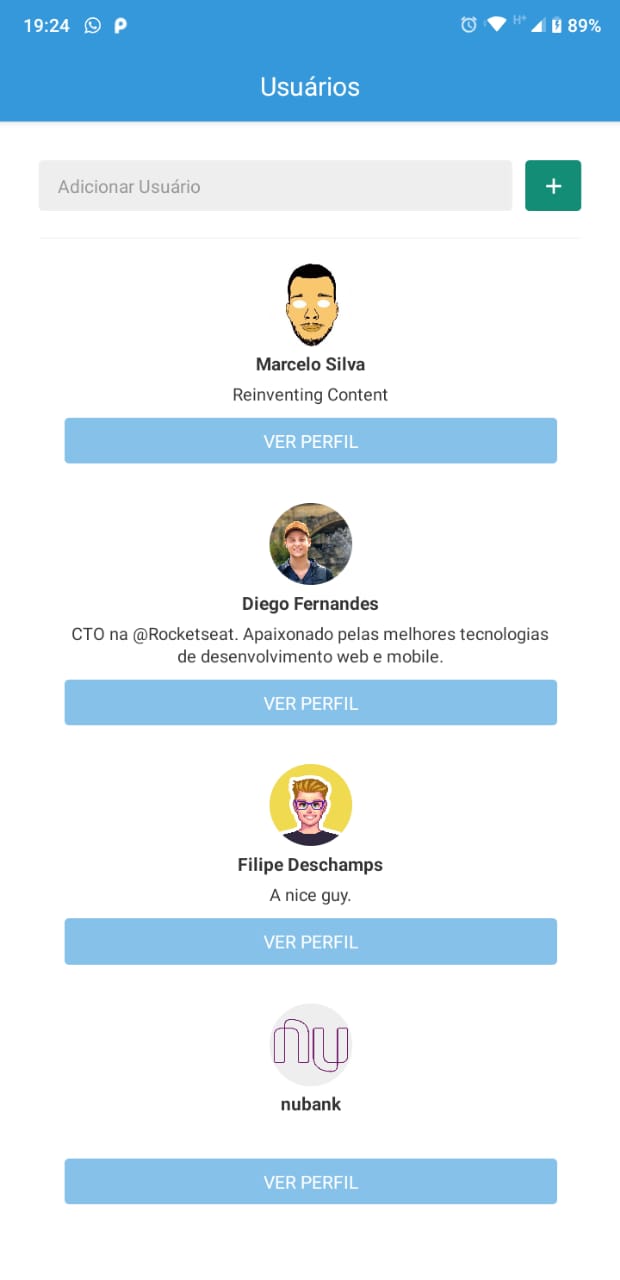 19:24 H+ 89%
Usuários
Adicionar Usuário +
Marcelo Silva
Reinventing Content
VER PERFIL
Diego Fernandes
CTO na @Rocketseat. Apaixonado pelas melhores tecnologias
de desenvolvimento web e mobile.
VER PERFIL
Filipe Deschamps
A nice guy.
VER PERFIL
nu
nubank
VER PERFIL